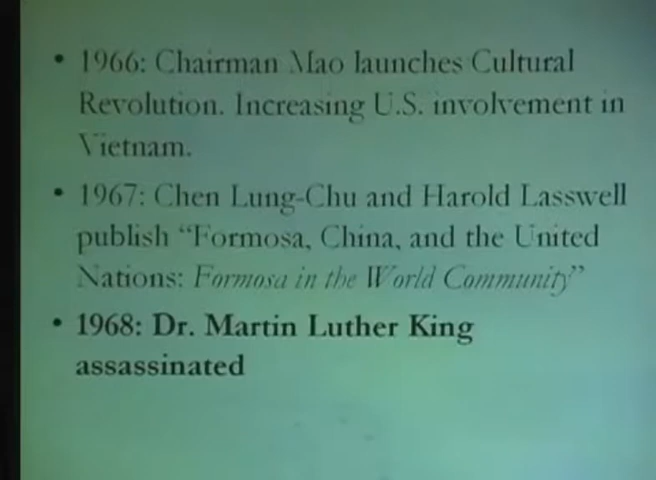 • 1966: Chairman Mao launches Cultural
Revolution. Increasing U.S. involvement in
Vietnam.
• 1967: Chen Lung-Chu and Harold Lasswell
publish “Formosa, China, and the United
Nations: Formosa in the World Community”
• 1968: Dr. Martin Luther King
assassinated